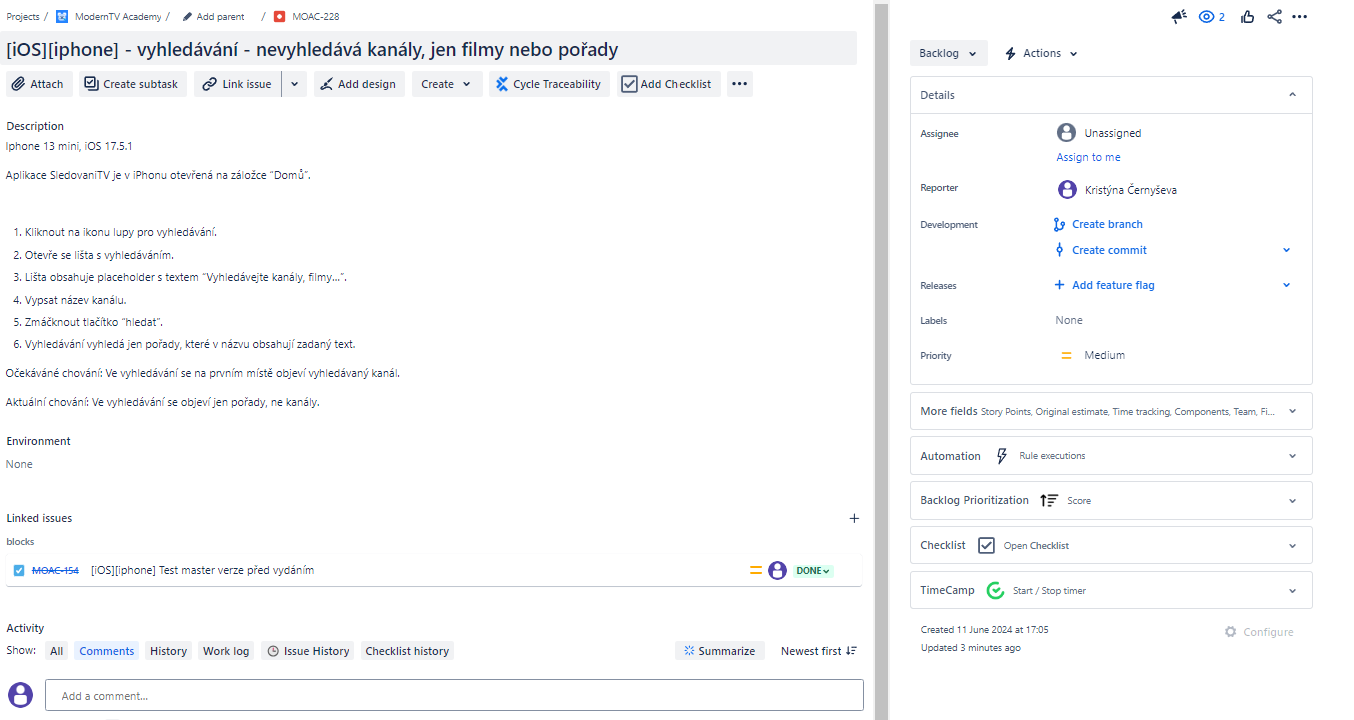 Projects / ModernTV Academy / Add parent / MOAC-228
[iOS][iphone] - vyhledávání - nevyhledává kanály, jen filmy nebo pořady
Attach Create subtask Link issue Add design Create Cycle Traceability Add Checklist
Description
Iphone 13 mini, iOS 17.5.1
Aplikace SledovaniTV je v iPhonu otevřená na záložce “Domů”.
1. Kliknout na ikonu lupy pro vyhledávání.
2. Otevře se lišta s vyhledáváním.
3. Lišta obsahuje placeholder s textem “Vyhledávejte kanály, filmy...”.
4. Vypsat název kanálu.
5. Zmáčknout tlačítko “hledat”.
6. Vyhledávání vyhledá jen pořady, které v názvu obsahují zadaný text.
Očekáváné chování: Ve vyhledávání se na prvním místě objeví vyhledávaný kanál.
Aktuální chování: Ve vyhledávání se objeví jen pořady, ne kanály.
Environment
None
Linked issues
blocks
MOAC-154 [iOS][iphone] Test master verze před vydáním DONE
Activity
Show: All Comments History Work log Issue History Checklist history Summarize Newest first
Add a comment...
2
Backlog Actions
Details
Assignee Unassigned
Assign to me
Reporter Kristýna Černyševa
Development Create branch
Create commit
Releases Add feature flag
Labels None
Priority Medium
More fields Story Points, Original estimate, Time tracking, Components, Team, Fi...
Automation Rule executions
Backlog Prioritization Score
Checklist Open Checklist
TimeCamp Start / Stop timer
Created 11 June 2024 at 17:05 Configure
Updated 3 minutes ago